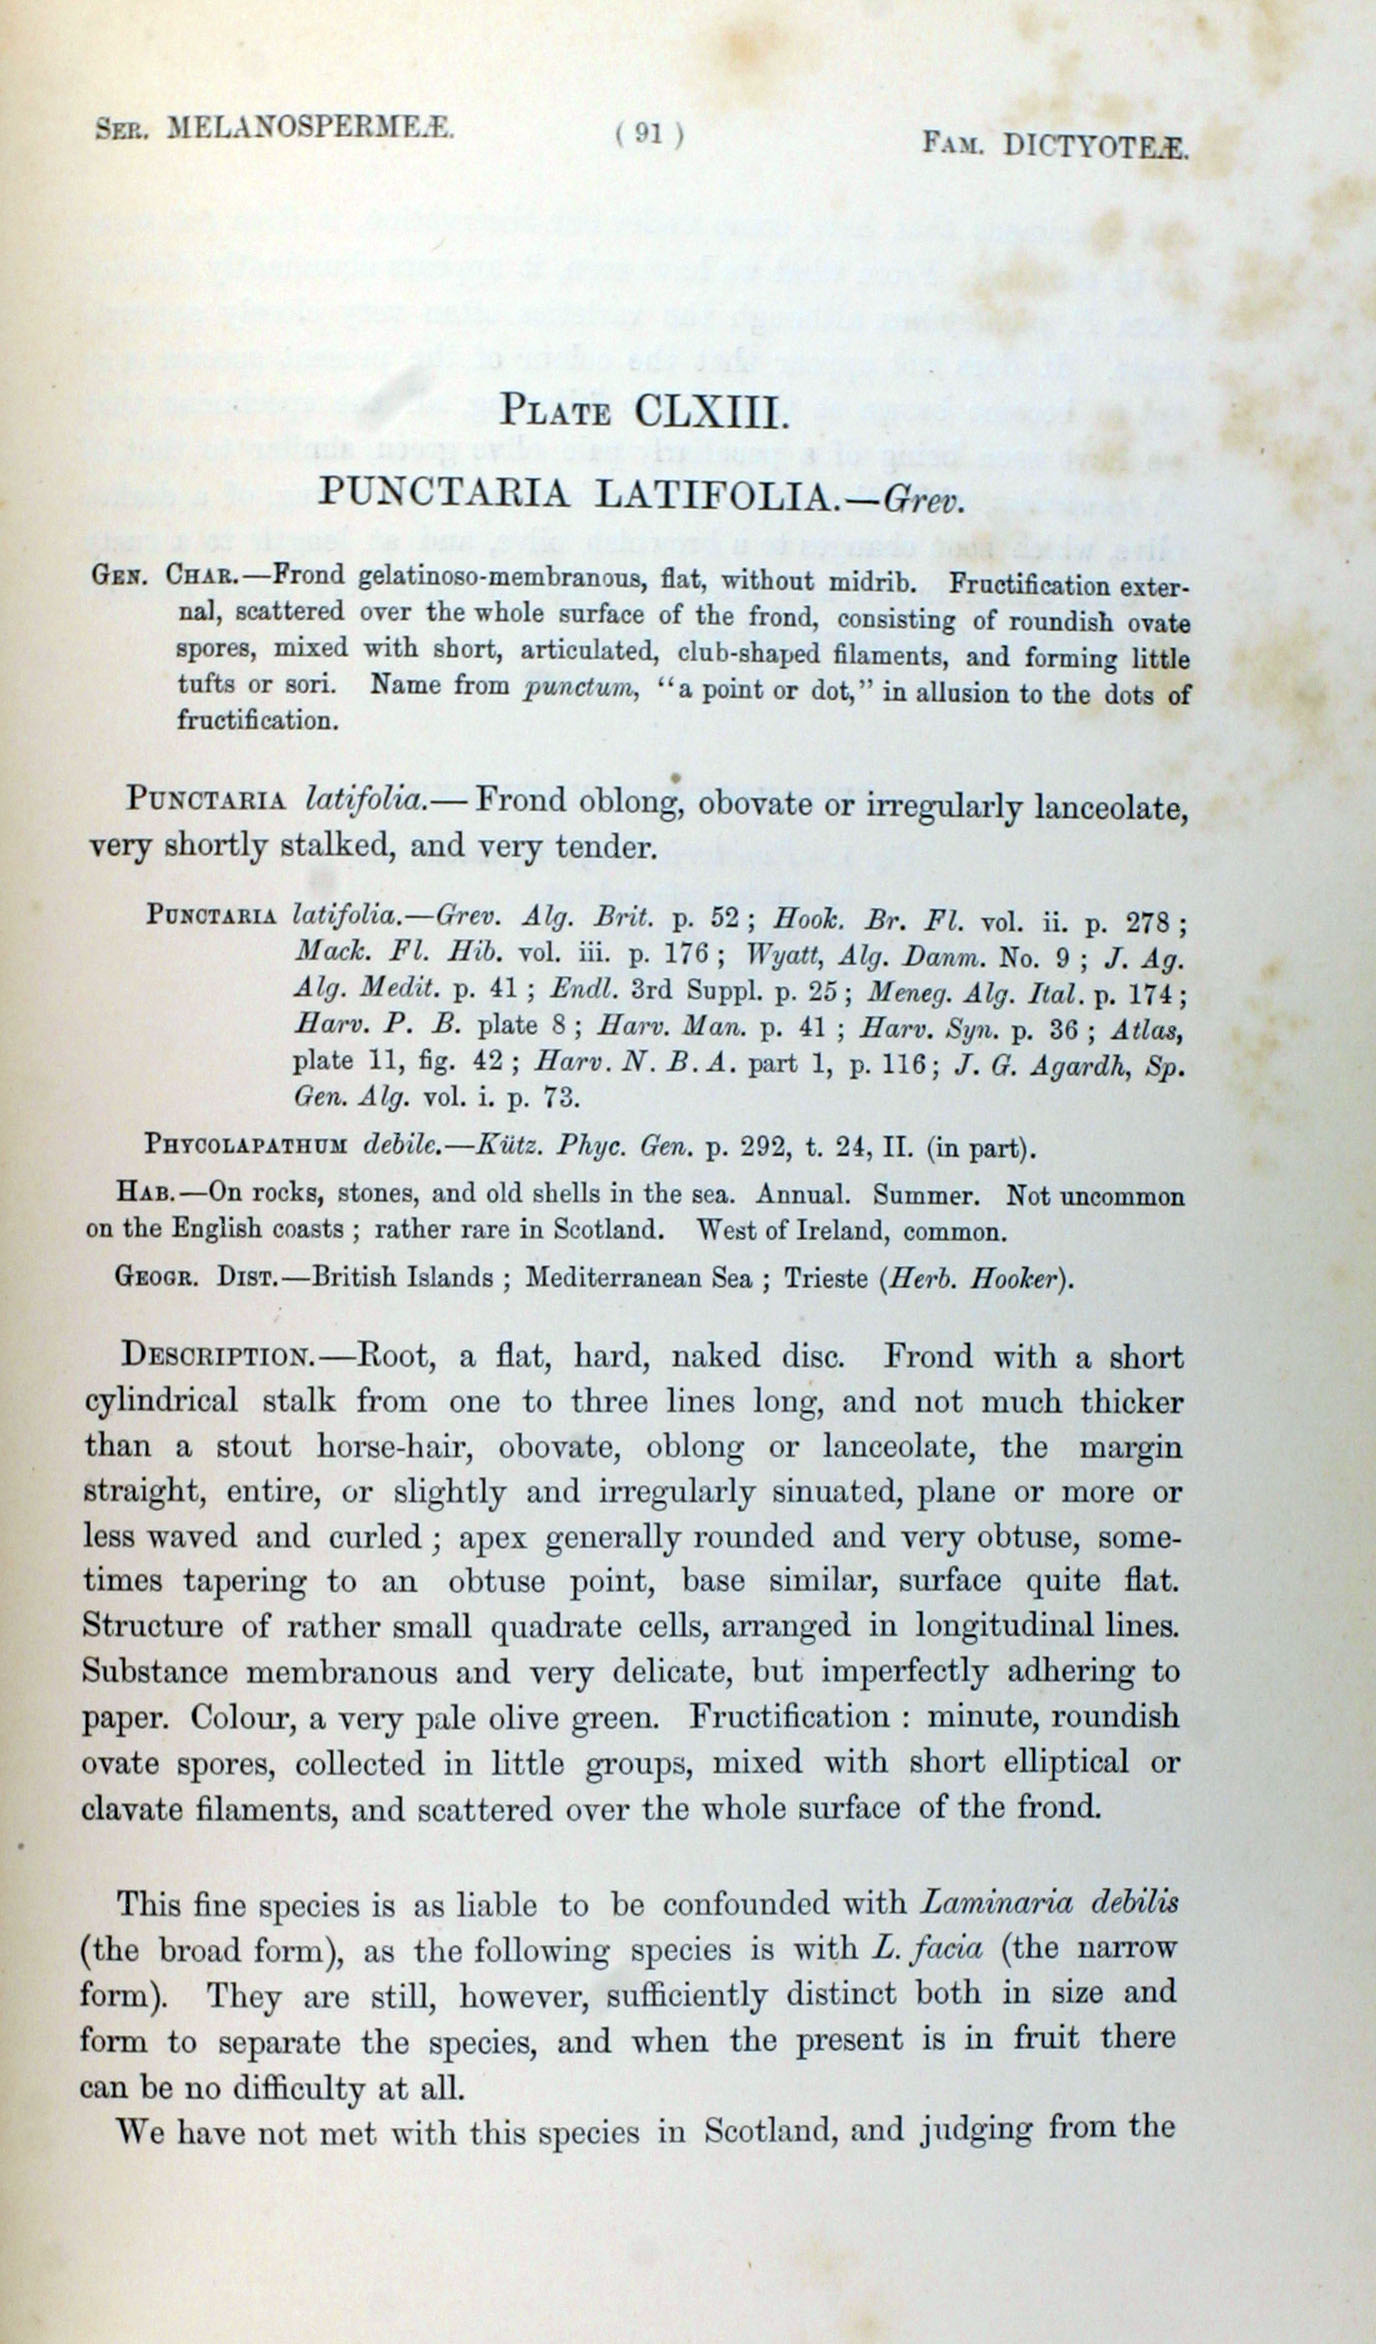 SER. MELANOSPERMEÆ.
( 91 )
FAM. DICTYOTEÆ.
PLATE CLXIII.
PUNCTARIA LATIFOLIA.—Grev.
GEN. CHAR.—Frond gelatinoso-membranous, flat, without midrib. Fructification exter-
nal, scattered over the whole surface of the frond, consisting of roundish ovate
spores, mixed with short, articulated, club-shaped filaments, and forming little
tufts or sori. Name from punctum, “a point or dot,” in allusion to the dots of
fructification.
PUNCTARIA latifolia.— Frond oblong, obovate or irregularly lanceolate,
very shortly stalked, and very tender.
PUNCTARIA latifolia.—Grev. Alg. Brit. p. 52 ; Hook. Br. Fl. vol. ii. p. 278 ;
Mack. Fl. Hib. vol. iii. p. 176 ; Wyatt, Alg. Danm. No. 9 ; J. Ag.
Alg. Medit. p. 41 ; Endl. 3rd Suppl. p. 25 ; Meneg. Alg. Ital. p. 174 ;
Harv. P. B. plate 8 ; Harv. Man. p. 41 ; Harv. Syn. p. 36 ; Atlas,
plate 11, fig. 42 ; Harv. N. B. A. part 1, p. 116 ; J. G. Agardh, Sp.
Gen. Alg. vol. i. p. 73.
PHYCOLAPATHUM debile.—Kütz. Phyc. Gen. p. 292, t. 24, II. (in part).
HAB.—On rocks, stones, and old shells in the sea. Annual. Summer. Not uncommon
on the English coasts ; rather rare in Scotland. West of Ireland, common.
GEOGR. DIST.—British Islands ; Mediterranean Sea ; Trieste (Herb. Hooker).
DESCRIPTION.—Root, a flat, hard, naked disc. Frond with a short
cylindrical stalk from one to three lines long, and not much thicker
than a stout horse-hair, obovate, oblong or lanceolate, the margin
straight, entire, or slightly and irregularly sinuated, plane or more or
less waved and curled ; apex generally rounded and very obtuse, some-
times tapering to an obtuse point, base similar, surface quite flat.
Structure of rather small quadrate cells, arranged in longitudinal lines.
Substance membranous and very delicate, but imperfectly adhering to
paper. Colour, a very pale olive green. Fructification : minute, roundish
ovate spores, collected in little groups, mixed with short elliptical or
clavate filaments, and scattered over the whole surface of the frond.
This fine species is as liable to be confounded with Laminaria debilis
(the broad form), as the following species is with L. facia (the narrow
form). They are still, however, sufficiently distinct both in size and
form to separate the species, and when the present is in fruit there
can be no difficulty at all.
We have not met with this species in Scotland, and judging from the